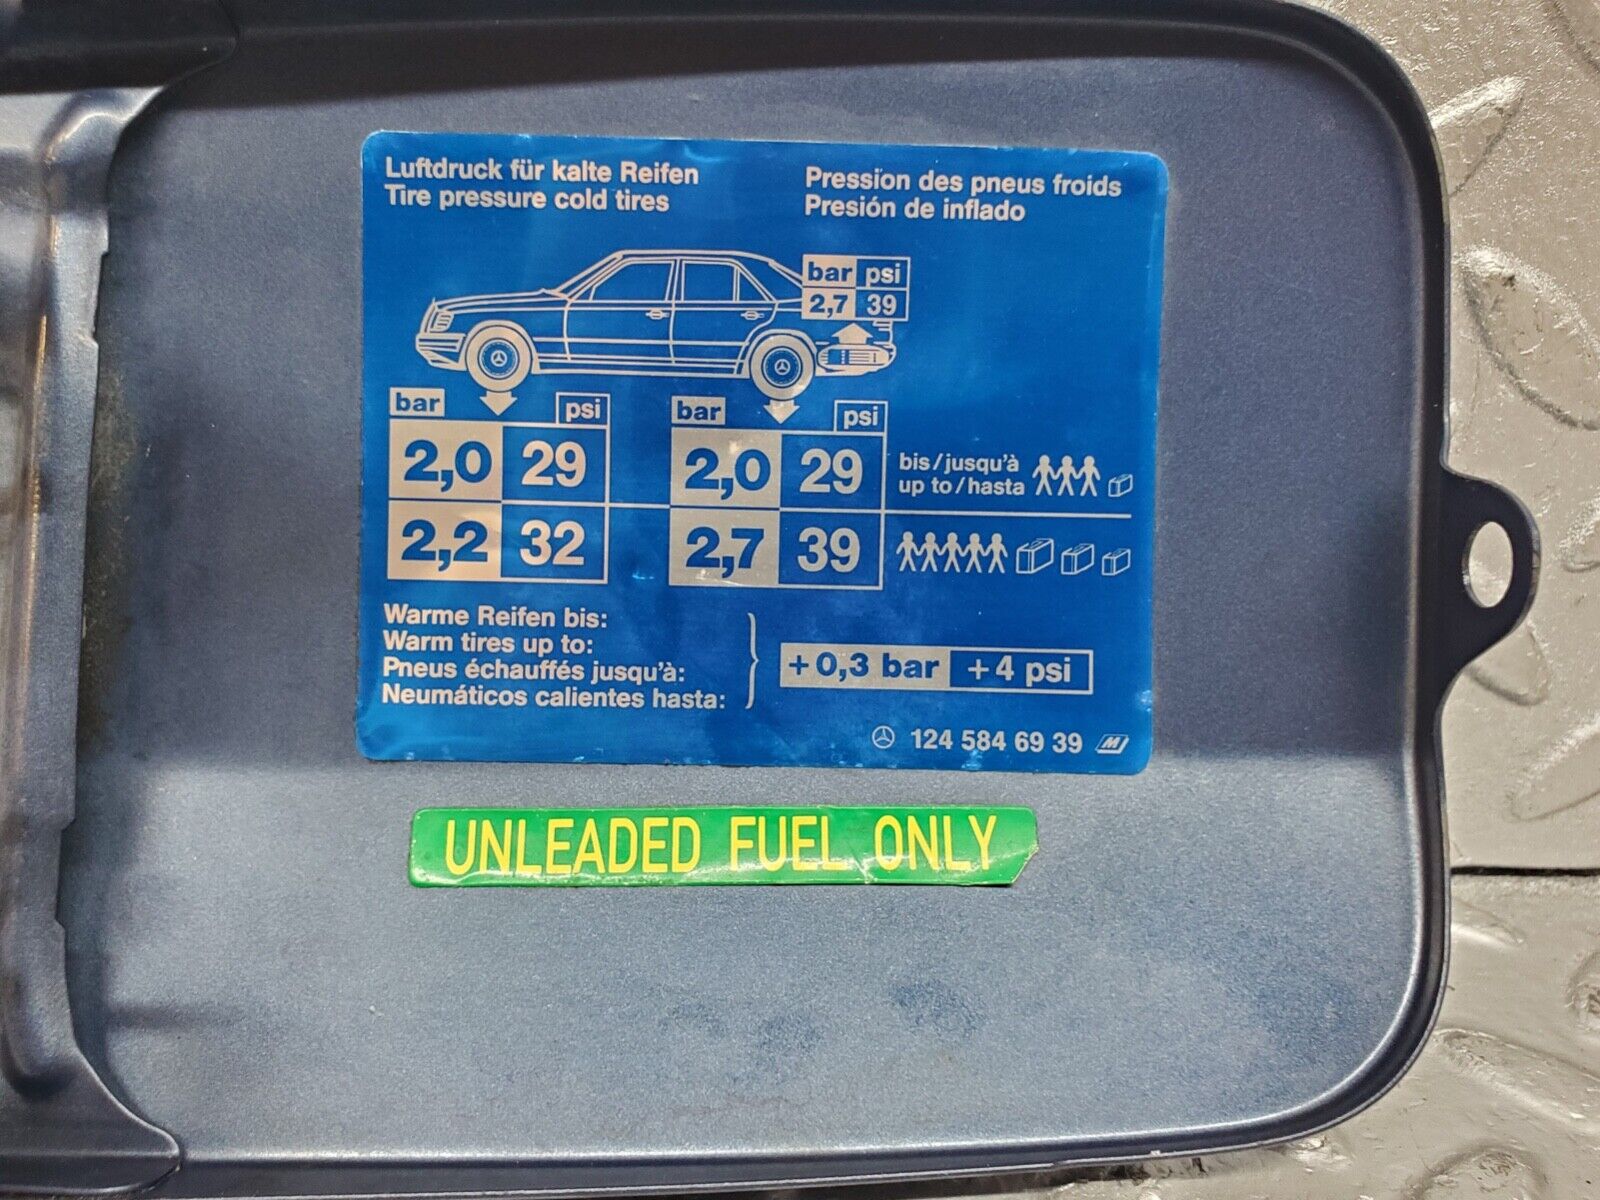 Luftdruck für kalte Reifen
Tire pressure cold tires
Pression des pneus froids
Presión de inflado
bar psi
2,7 39
bar psi
2,0 29
2,2 32
bar psi
2,0 29
2,7 39
bis/jusqu'à
up to/hasta
Warme Reifen bis:
Warm tires up to:
Pneus échauffés jusqu'à:
Neumáticos calientes hasta:
+0,3 bar +4 psi
124 584 69 39 M
UNLEADED FUEL ONLY